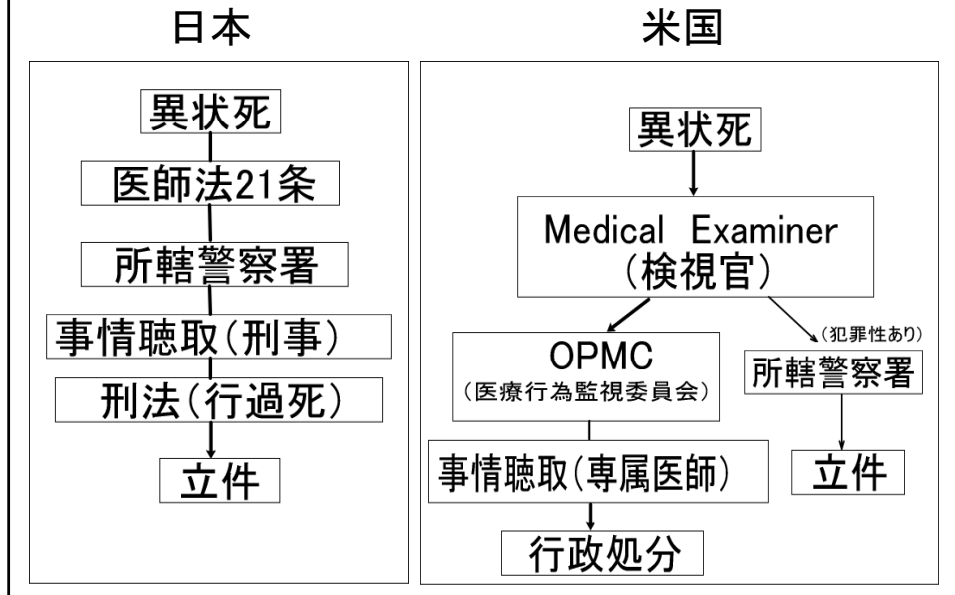 日本
異状死
医師法21条
所轄警察署
事情聴取(刑事)
刑法(行過死)
立件
米国
異状死
Medical Examiner
(検視官)
OPMC
(医療行為監視委員会)
事情聴取(専属医師)
行政処分
(犯罪性あり)
所轄警察署
立件